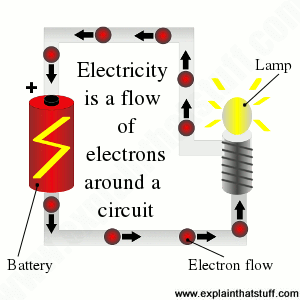 Electricity
is a flow
of
electrons
around a
circuit
Lamp
+
Battery
Electron flow
www.explainthatstuff.com